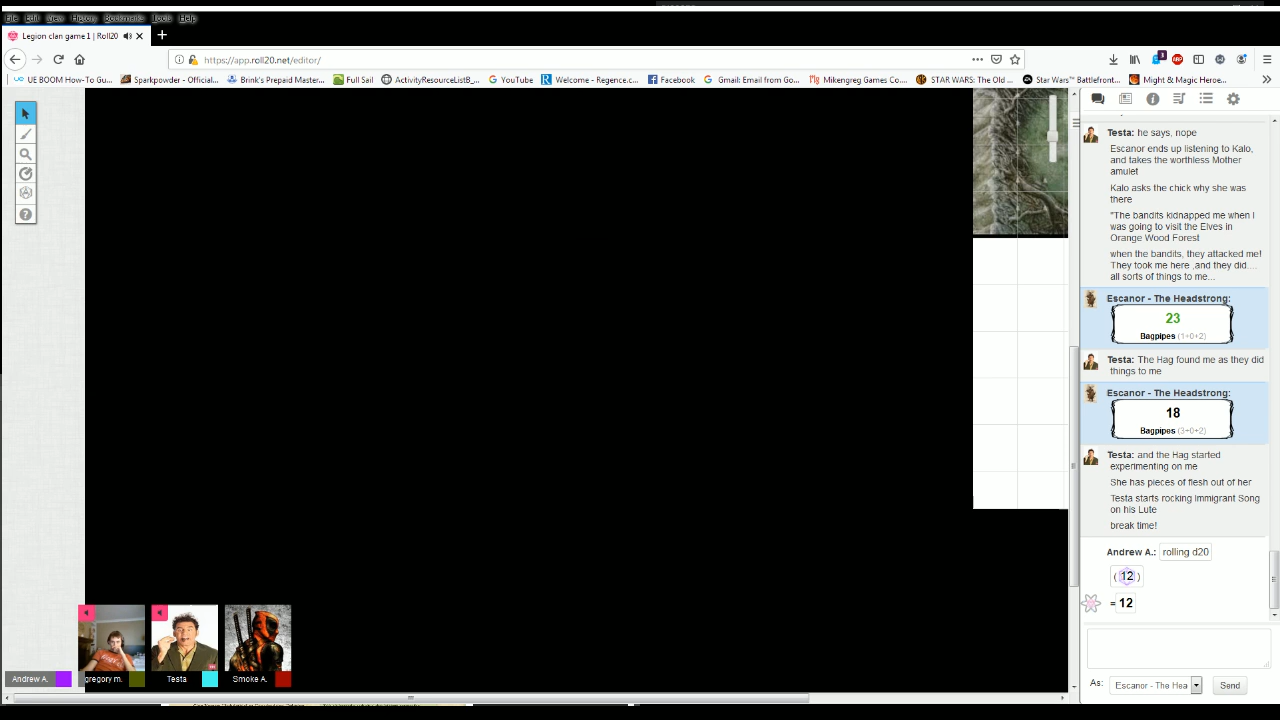 File Edit View History Bookmarks Tools Help
Legion clan game 1 | Roll20
https://app.roll20.net/editor/
UE BOOM How-To Gu... Sparkpowder - Official... Brink's Prepaid Master... Full Sail ActivityResourceListB_... YouTube Welcome - Regence.c... Facebook Gmail: Email from Go... Mikengreg Games Co... STAR WARS: The Old ... Star Wars™ Battlefront... Might & Magic Heroe...
Testa: he says, nope
Escanor ends up listening to Kalo,
and takes the worthless Mother
amulet
Kalo asks the chick why she was
there
"The bandits kidnapped me when I
was going to visit the Elves in
Orange Wood Forest
when the bandits, they attacked me!
They took me here ,and they did....
all sorts of things to me...
Escanor - The Headstrong:
23
Bagpipes (1+0+2)
Testa: The Hag found me as they did
things to me
Escanor - The Headstrong:
18
Bagpipes (3+0+2)
Testa: and the Hag started
experimenting on me
She has pieces of flesh out of her
Testa starts rocking Immigrant Song
on his Lute
break time!
Andrew A.: rolling d20
(12)
=12
As: Escanor - The Hea Send
Andrew A. gregory m. Testa Smoke A.